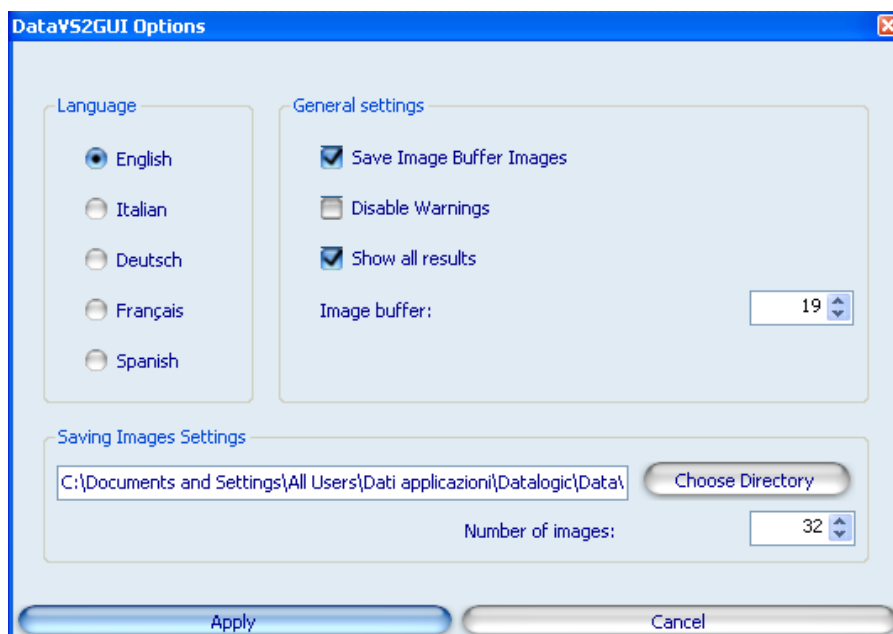 DataVS2GUI Options
Language
English
Italian
Deutsch
Français
Spanish
General settings
Save Image Buffer Images
Disable Warnings
Show all results
Image buffer:
19
Saving Images Settings
C:\Documents and Settings\All Users\Dati applicazioni\Datalogic\Data\
Choose Directory
Number of images:
32
Apply
Cancel